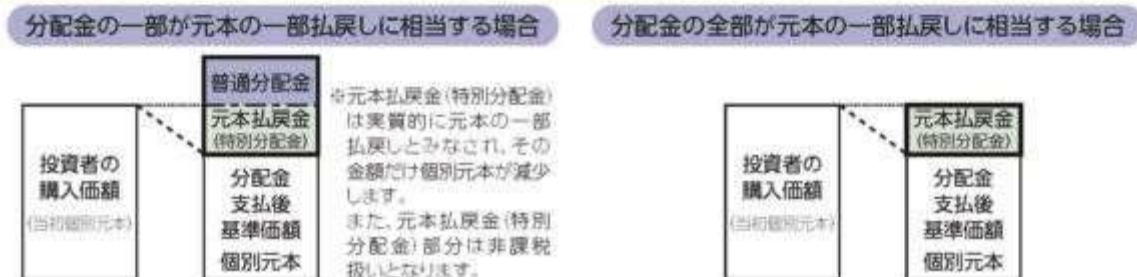 分配金の一部が元本の一部払戻しに相当する場合
普通分配金
元本払戻金
(特別分配金)
投資者の
購入価額
(当初個別元本)
分配金
支払後
基準価額
個別元本
※元本払戻金(特別分配金)
は実質的に元本の一部
払戻しとみなされ、その
金額だけ個別元本が減少
します。
また、元本払戻金(特別
分配金)部分は非課税
扱いとなります。
分配金の全部が元本の一部払戻しに相当する場合
元本払戻金
(特別分配金)
投資者の
購入価額
(当初個別元本)
分配金
支払後
基準価額
個別元本